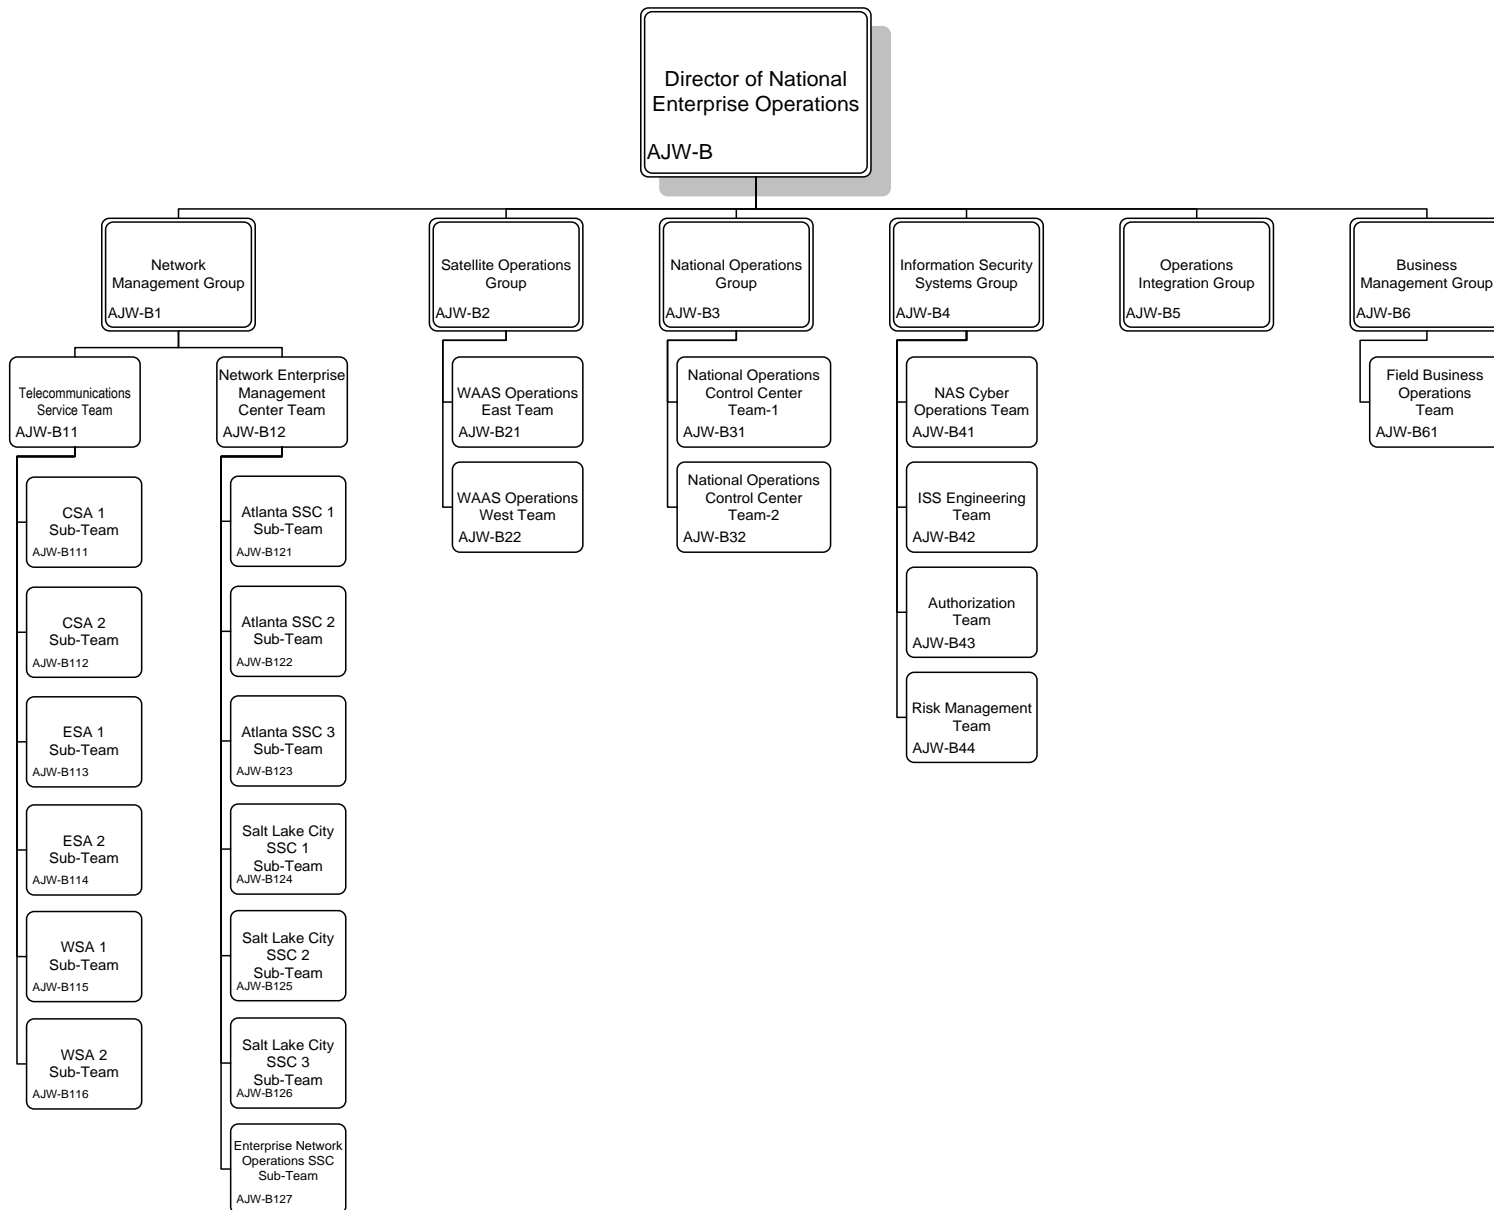 Director of National
Enterprise Operations
AJW-B
Network
Management Group
AJW-B1
Satellite Operations
Group
AJW-B2
National Operations
Group
AJW-B3
Information Security
Systems Group
AJW-B4
Operations
Integration Group
AJW-B5
Business
Management Group
AJW-B6
Telecommunications
Service Team
AJW-B11
Network Enterprise
Management
Center Team
AJW-B12
WAAS Operations
East Team
AJW-B21
National Operations
Control Center
Team-1
AJW-B31
NAS Cyber
Operations Team
AJW-B41
Field Business
Operations
Team
AJW-B61
WAAS Operations
West Team
AJW-B22
National Operations
Control Center
Team-2
AJW-B32
ISS Engineering
Team
AJW-B42
Authorization
Team
AJW-B43
Risk Management
Team
AJW-B44
CSA 1
Sub-Team
AJW-B111
Atlanta SSC 1
Sub-Team
AJW-B121
CSA 2
Sub-Team
AJW-B112
Atlanta SSC 2
Sub-Team
AJW-B122
ESA 1
Sub-Team
AJW-B113
Atlanta SSC 3
Sub-Team
AJW-B123
ESA 2
Sub-Team
AJW-B114
Salt Lake City
SSC 1
Sub-Team
AJW-B124
WSA 1
Sub-Team
AJW-B115
Salt Lake City
SSC 2
Sub-Team
AJW-B125
WSA 2
Sub-Team
AJW-B116
Salt Lake City
SSC 3
Sub-Team
AJW-B126
Enterprise Network
Operations SSC
Sub-Team
AJW-B127